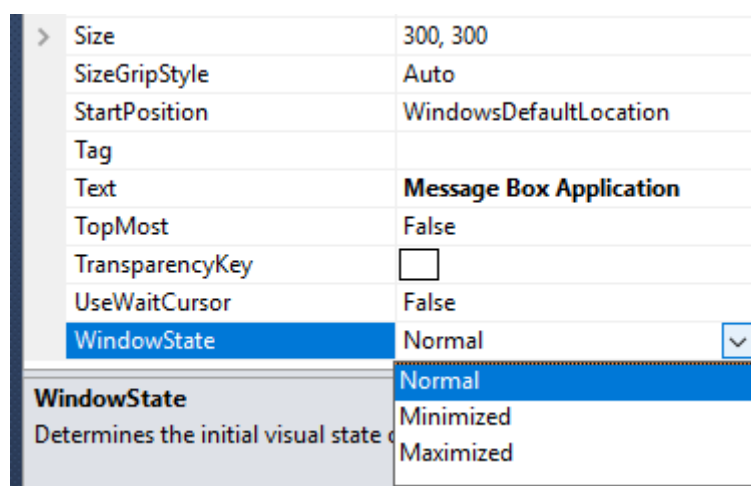 Size 300, 300
SizeGripStyle Auto
StartPosition WindowsDefaultLocation
Tag
Text Message Box Application
TopMost False
TransparencyKey
UseWaitCursor False
WindowState Normal
Normal
Minimized
Maximized
WindowState
Determines the initial visual state